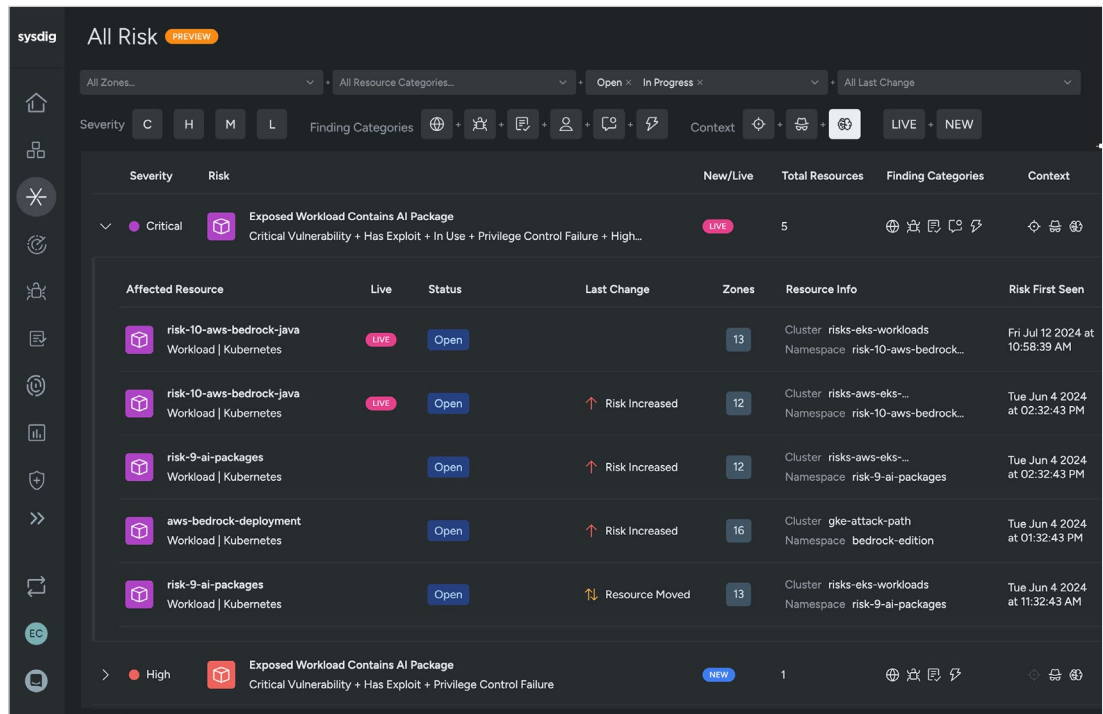 sysdig
All Risk PREVIEW
All Zones... + All Resource Categories... + Open × In Progress × + All Last Change
Severity C H M L Finding Categories + + + + + Context + + LIVE + NEW
Severity Risk New/Live Total Resources Finding Categories Context
Critical Exposed Workload Contains AI Package LIVE 5
Critical Vulnerability + Has Exploit + In Use + Privilege Control Failure + High...
Affected Resource Live Status Last Change Zones Resource Info Risk First Seen
risk-10-aws-bedrock-java LIVE Open 13 Cluster risks-eks-workloads Fri Jul 12 2024 at
Workload | Kubernetes Namespace risk-10-aws-bedrock... 10:58:39 AM
risk-10-aws-bedrock-java LIVE Open Risk Increased 12 Cluster risks-aws-eks-... Tue Jun 4 2024
Workload | Kubernetes Namespace risk-10-aws-bedrock... at 02:32:43 PM
risk-9-ai-packages Open Risk Increased 12 Cluster risks-aws-eks-... Tue Jun 4 2024
Workload | Kubernetes Namespace risk-9-ai-packages at 02:32:43 PM
aws-bedrock-deployment Open Risk Increased 16 Cluster gke-attack-path Tue Jun 4 2024
Workload | Kubernetes Namespace bedrock-edition at 01:32:43 PM
risk-9-ai-packages Open Resource Moved 13 Cluster risks-eks-workloads Tue Jun 4 2024
Workload | Kubernetes Namespace risk-9-ai-packages at 11:32:43 AM
EC
High Exposed Workload Contains AI Package NEW 1
Critical Vulnerability + Has Exploit + Privilege Control Failure